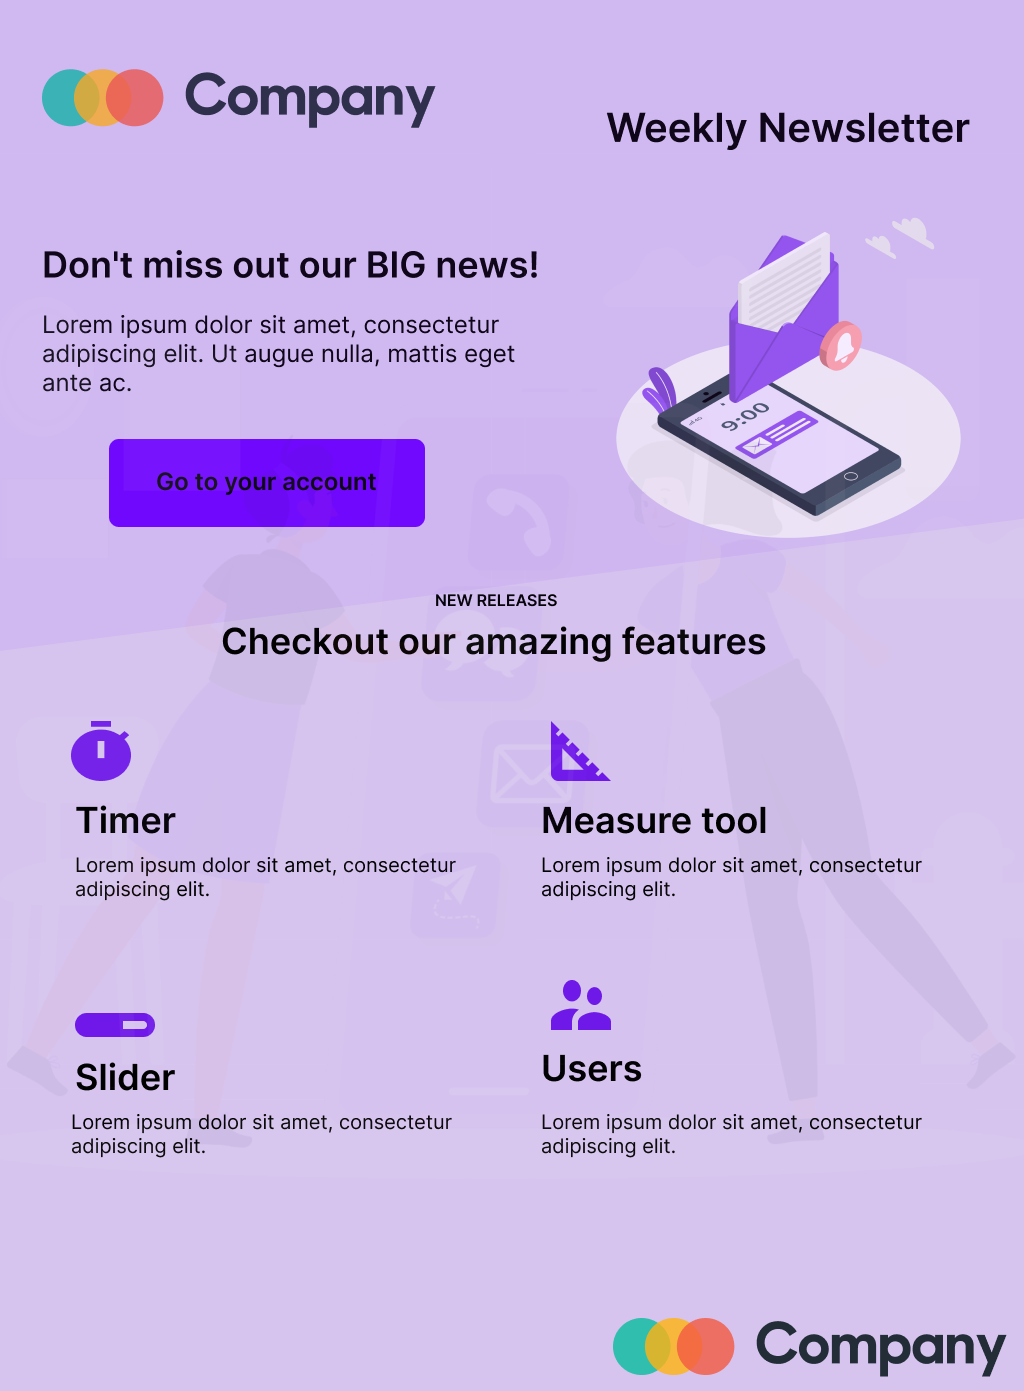 Company
Weekly Newsletter
Don't miss out our BIG news!
Lorem ipsum dolor sit amet, consectetur
adipiscing elit. Ut augue nulla, mattis eget
ante ac.
9:00
Go to your account
NEW RELEASES
Checkout our amazing features
Timer
Lorem ipsum dolor sit amet, consectetur
adipiscing elit.
Measure tool
Lorem ipsum dolor sit amet, consectetur
adipiscing elit.
Slider
Lorem ipsum dolor sit amet, consectetur
adipiscing elit.
Users
Lorem ipsum dolor sit amet, consectetur
adipiscing elit.
Company